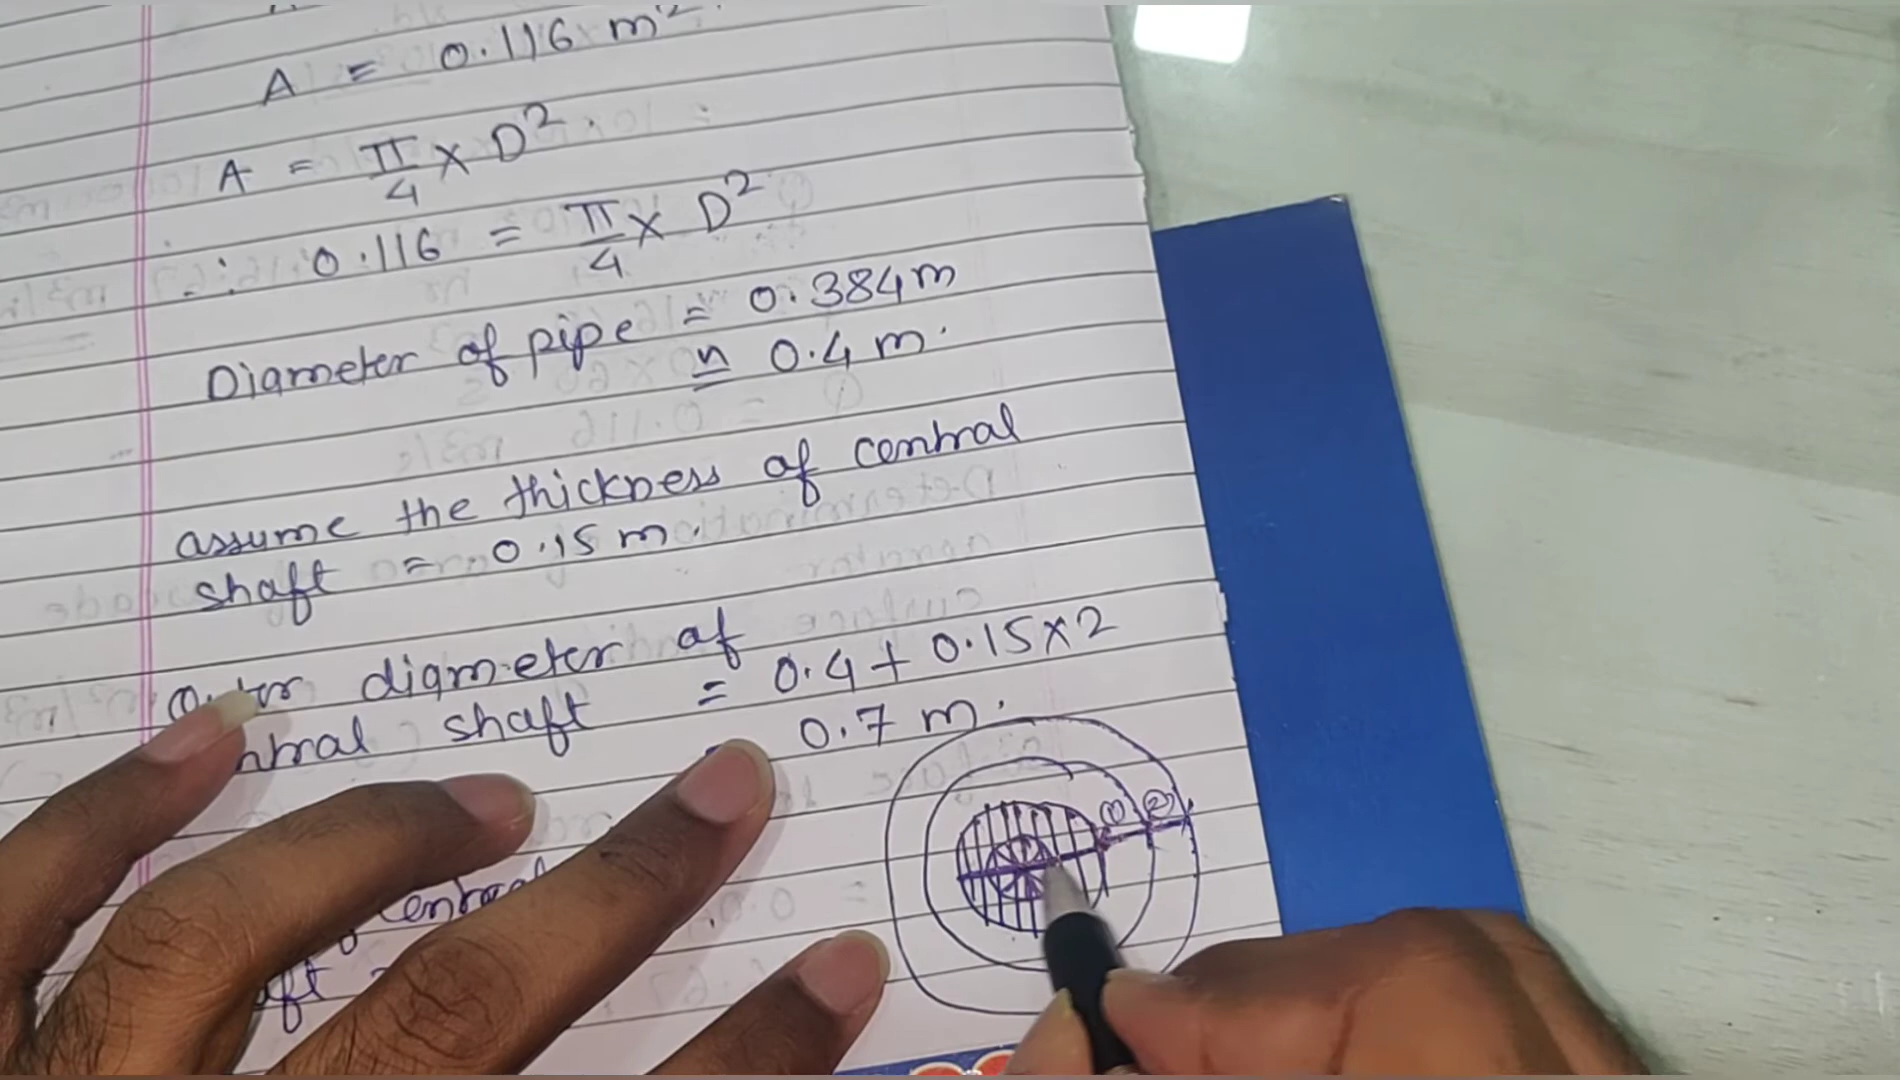 A = 0.116 m²
A = π/4 × D²
∴ 0.116 = π/4 × D²
Diameter of pipe = 0.384m
≃ 0.4 m.
assume the thickness of central
shaft = 0.15 m.
diameter of
shaft = 0.4 + 0.15×2
0.7 m.
① ②